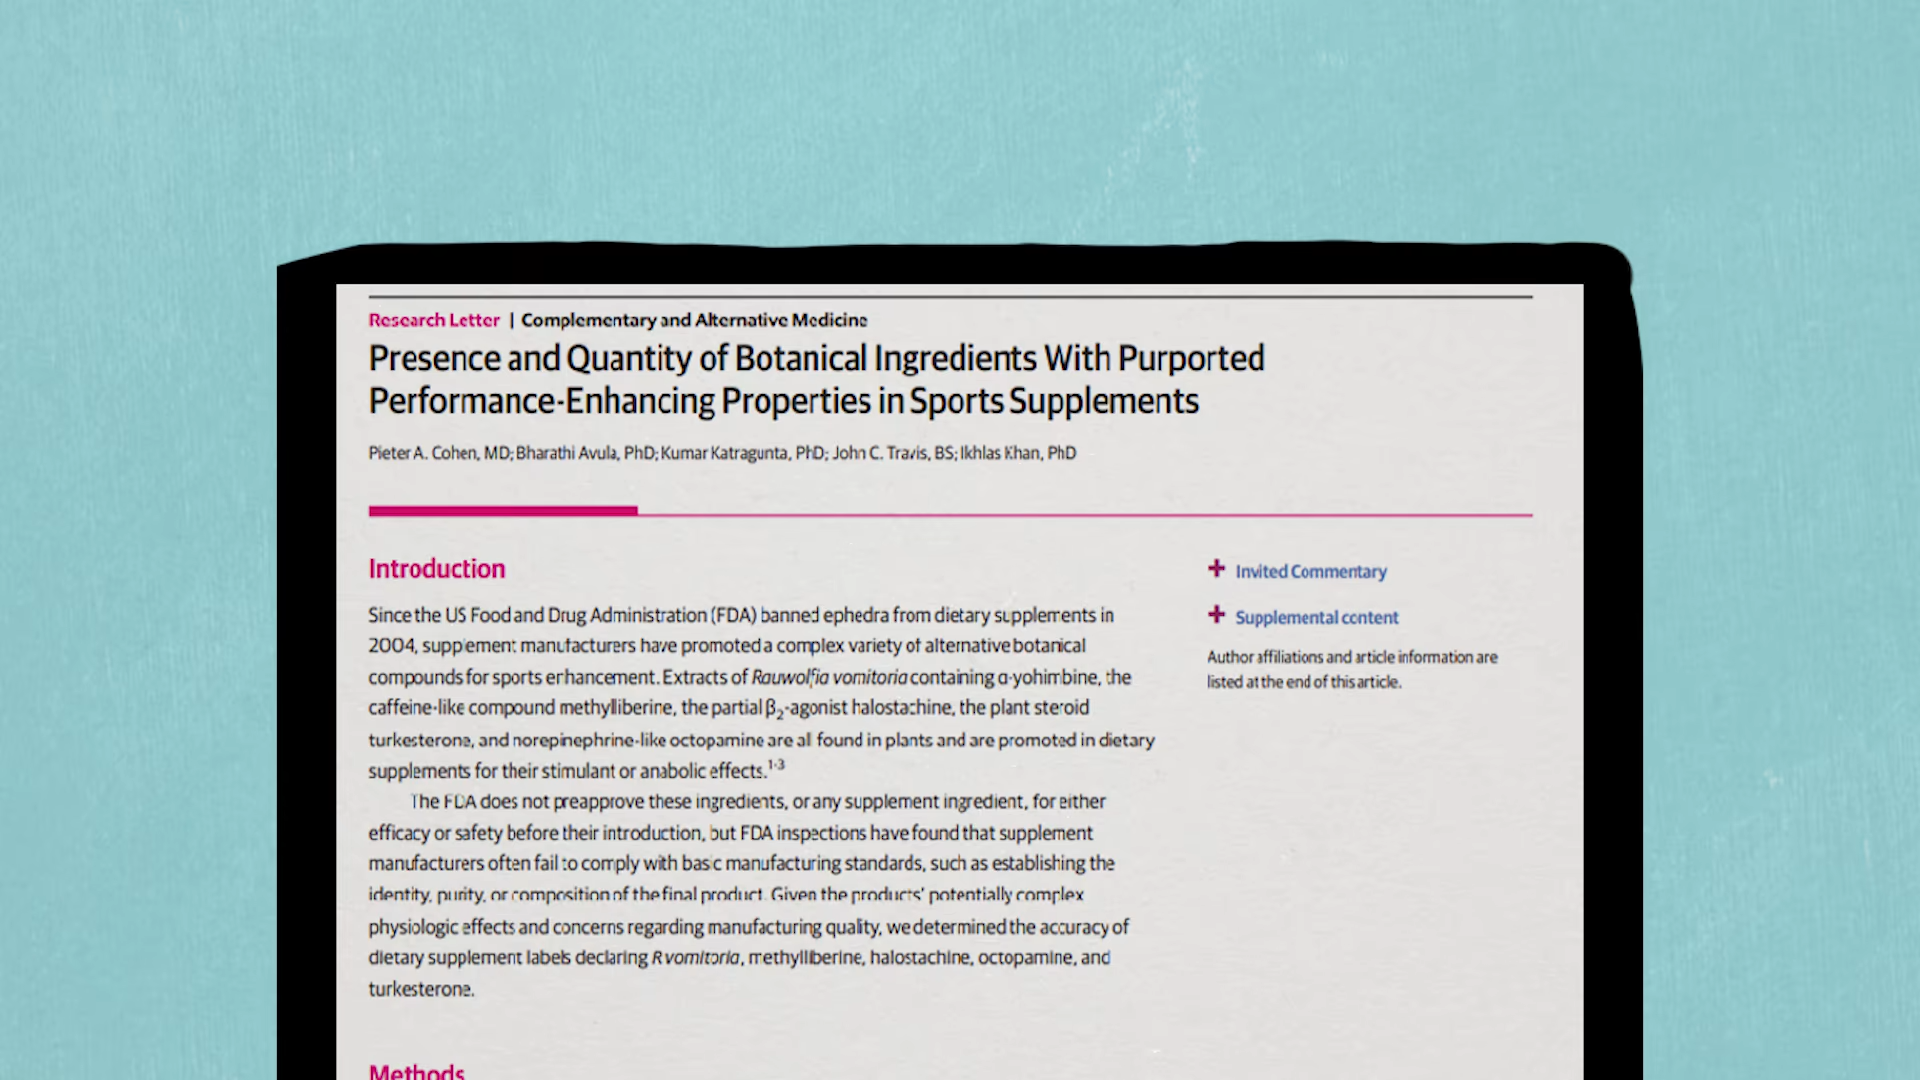 Research Letter | Complementary and Alternative Medicine
Presence and Quantity of Botanical Ingredients With Purported
Performance-Enhancing Properties in Sports Supplements
Pieter A. Cohen, MD; Bharathi Avula, PhD; Kumar Katragunta, PhD; John C. Travis, BS; Ikhlas Khan, PhD
Introduction
Since the US Food and Drug Administration (FDA) banned ephedra from dietary supplements in
2004, supplement manufacturers have promoted a complex variety of alternative botanical
compounds for sports enhancement. Extracts of Rauwolfia vomitoria containing α-yohimbine, the
caffeine-like compound methylliberine, the partial β2-agonist halostachine, the plant steroid
turkesterone, and norepinephrine-like octopamine are all found in plants and are promoted in dietary
supplements for their stimulant or anabolic effects.1-3
The FDA does not preapprove these ingredients, or any supplement ingredient, for either
efficacy or safety before their introduction, but FDA inspections have found that supplement
manufacturers often fail to comply with basic manufacturing standards, such as establishing the
identity, purity, or composition of the final product. Given the products' potentially complex
physiologic effects and concerns regarding manufacturing quality, we determined the accuracy of
dietary supplement labels declaring R vomitoria, methylliberine, halostachine, octopamine, and
turkesterone.
+ Invited Commentary
+ Supplemental content
Author affiliations and article information are
listed at the end of this article.
Methods